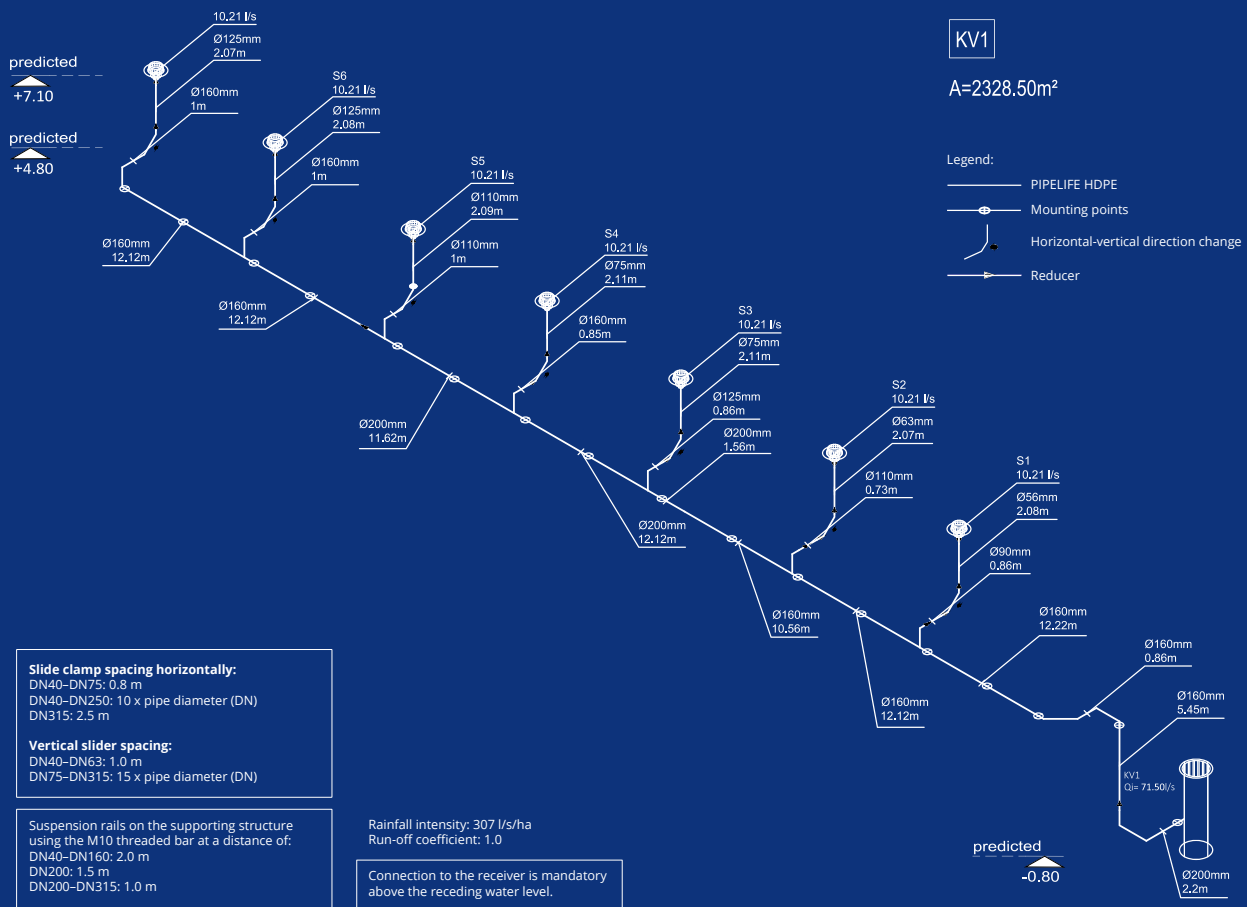 10.21 l/s
Ø125mm
2.07m
predicted
+7.10
Ø160mm
1m
predicted
+4.80
S6
10.21 l/s
Ø125mm
2.08m
Ø160mm
1m
S5
10.21 l/s
Ø110mm
2.09m
Ø110mm
1m
S4
10.21 l/s
Ø75mm
2.11m
Ø160mm
0.85m
S3
10.21 l/s
Ø75mm
2.11m
Ø125mm
0.86m
Ø200mm
1.56m
S2
10.21 l/s
Ø63mm
2.07m
Ø110mm
0.73m
S1
10.21 l/s
Ø56mm
2.08m
Ø90mm
0.86m
Ø160mm
12.12m
Ø160mm
12.12m
Ø200mm
11.62m
Ø200mm
12.12m
Ø160mm
10.56m
Ø160mm
12.12m
Ø160mm
12.22m
Ø160mm
0.86m
Ø160mm
5.45m
KV1
Qi= 71.50l/s
Ø200mm
2.2m
predicted
-0.80
KV1
A=2328.50m²
Legend:
PIPELIFE HDPE
Mounting points
Horizontal-vertical direction change
Reducer
Slide clamp spacing horizontally:
DN40–DN75: 0.8 m
DN40–DN250: 10 x pipe diameter (DN)
DN315: 2.5 m
Vertical slider spacing:
DN40–DN63: 1.0 m
DN75–DN315: 15 x pipe diameter (DN)
Suspension rails on the supporting structure
using the M10 threaded bar at a distance of:
DN40–DN160: 2.0 m
DN200: 1.5 m
DN200–DN315: 1.0 m
Rainfall intensity: 307 l/s/ha
Run-off coefficient: 1.0
Connection to the receiver is mandatory
above the receding water level.